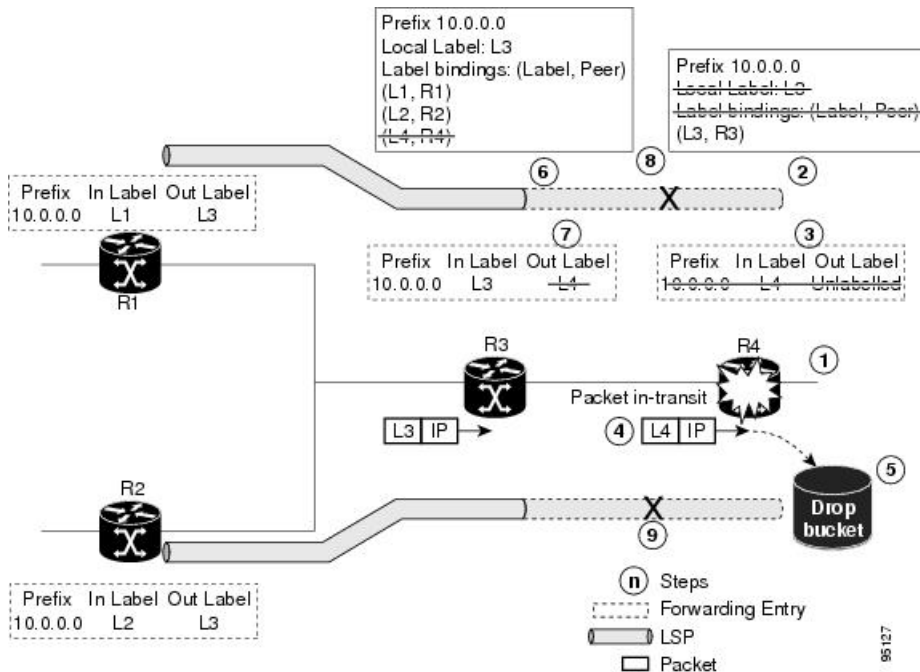 Prefix 10.0.0.0
Local Label: L3
Label bindings: (Label, Peer)
(L1, R1)
(L2, R2)
(L4, R4)
Prefix 10.0.0.0
Local Label: L3
Label bindings: (Label, Peer)
(L3, R3)
6
8
2
Prefix In Label Out Label
10.0.0.0 L1 L3
R1
7
Prefix In Label Out Label
10.0.0.0 L3 L4
3
Prefix In Label Out Label
10.0.0.0 L4 Unlabelled
R3
R4
1
Packet in-transit
L3 IP
4
L4 IP
5
Drop
bucket
R2
9
Prefix In Label Out Label
10.0.0.0 L2 L3
n Steps
Forwarding Entry
LSP
Packet
95127